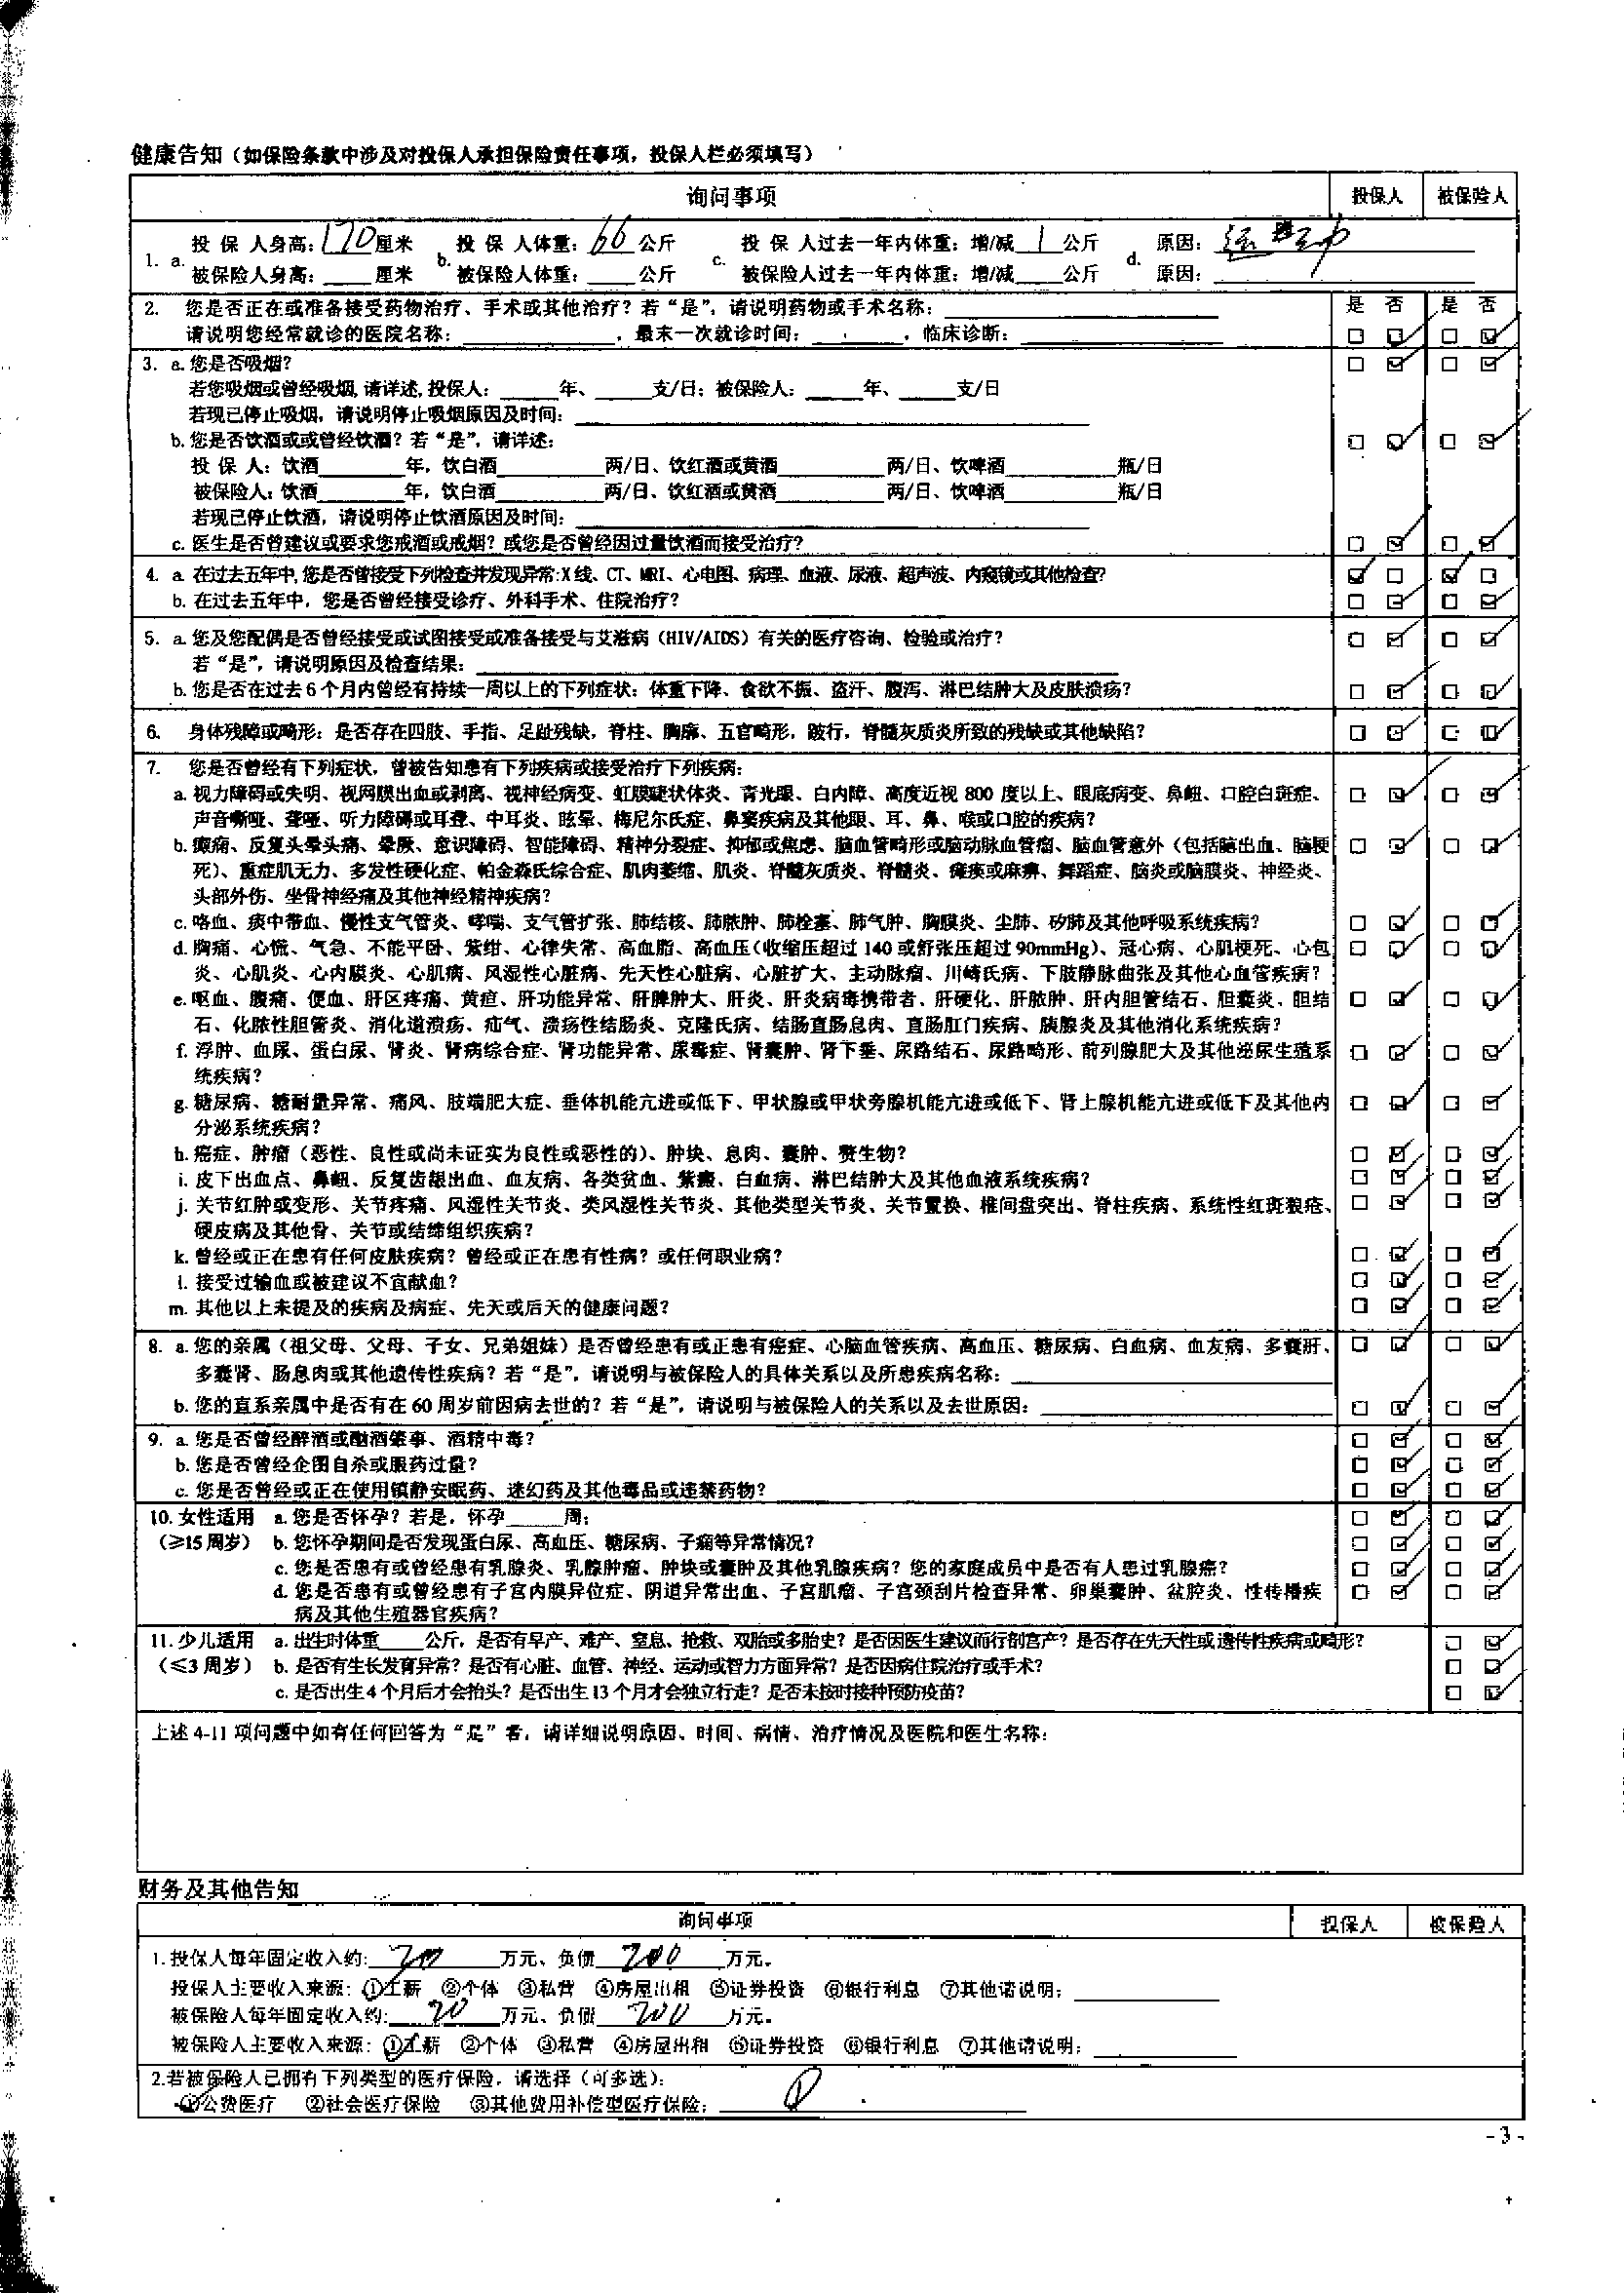 健康告知（如保险条款中涉及对投保人承担保险责任事项，投保人栏必须填写）
询问事项 投保人 被保险人
1. a. 投 保 人身高：170厘米 b. 投 保 人体重：66公斤 c. 投 保 人过去一年内体重：增/减 1 公斤 d. 原因：
被保险人身高：____厘米 被保险人体重：____公斤 被保险人过去一年内体重：增/减____公斤 原因：
2. 您是否正在或准备接受药物治疗、手术或其他治疗？若“是”，请说明药物或手术名称：________ 是 否 是 否
请说明您经常就诊的医院名称：________，最末一次就诊时间：________，临床诊断：________ □ ☑ □ ☑
3. a. 您是否吸烟？ □ ☑ □ ☑
若您吸烟或曾经吸烟，请详述，投保人：____年、____支/日；被保险人：____年、____支/日
若现已停止吸烟，请说明停止吸烟原因及时间：________
b. 您是否饮酒或或曾经饮酒？若“是”，请详述： □ ☑ □ ☑
投 保 人：饮酒____年，饮白酒____两/日、饮红酒或黄酒____两/日、饮啤酒____瓶/日
被保险人：饮酒____年，饮白酒____两/日、饮红酒或黄酒____两/日、饮啤酒____瓶/日
若现已停止饮酒，请说明停止饮酒原因及时间：________
c. 医生是否曾建议或要求您戒酒或戒烟？或您是否曾经因过量饮酒而接受治疗？ □ ☑ □ ☑
4. a. 在过去五年中，您是否曾接受下列检查并发现异常：X线、CT、MRI、心电图、病理、血液、尿液、超声波、内窥镜或其他检查？ ☑ □ ☑ □
b. 在过去五年中，您是否曾经接受诊疗、外科手术、住院治疗？ □ ☑ □ ☑
5. a. 您及您配偶是否曾经接受或试图接受或准备接受与艾滋病（HIV/AIDS）有关的医疗咨询、检验或治疗？ □ ☑ □ ☑
若“是”，请说明原因及检查结果：________
b. 您是否在过去6个月内曾经有持续一周以上的下列症状：体重下降、食欲不振、盗汗、腹泻、淋巴结肿大及皮肤溃疡？ □ ☑ □ ☑
6. 身体残障或畸形：是否存在四肢、手指、足趾残缺，脊柱、胸廓、五官畸形，跛行，脊髓灰质炎所致的残缺或其他缺陷？ □ ☑ □ ☑
7. 您是否曾经有下列症状，曾被告知患有下列疾病或接受治疗下列疾病：
a. 视力障碍或失明、视网膜出血或剥离、视神经病变、虹膜睫状体炎、青光眼、白内障、高度近视 800 度以上、眼底病变、鼻衄、口腔白斑症、 □ ☑ □ ☑
声音嘶哑、聋哑、听力障碍或耳聋、中耳炎、眩晕、梅尼尔氏症、鼻窦疾病及其他眼、耳、鼻、喉或口腔的疾病？
b. 癫痫、反复头晕头痛、晕厥、意识障碍、智能障碍、精神分裂症、抑郁或焦虑、脑血管畸形或脑动脉血管瘤、脑血管意外（包括脑出血、脑梗 □ ☑ □ ☑
死）、重症肌无力、多发性硬化症、帕金森氏综合症、肌肉萎缩、肌炎、脊髓灰质炎、脊髓炎、瘫痪或麻痹、舞蹈症、脑炎或脑膜炎、神经炎、
头部外伤、坐骨神经痛及其他神经精神疾病？
c. 咯血、痰中带血、慢性支气管炎、哮喘、支气管扩张、肺结核、肺脓肿、肺栓塞、肺气肿、胸膜炎、尘肺、矽肺及其他呼吸系统疾病？ □ ☑ □ ☑
d. 胸痛、心慌、气急、不能平卧、紫绀、心律失常、高血脂、高血压（收缩压超过 140 或舒张压超过 90mmHg）、冠心病、心肌梗死、心包 □ ☑ □ ☑
炎、心肌炎、心内膜炎、心肌病、风湿性心脏病、先天性心脏病、心脏扩大、主动脉瘤、川崎氏病、下肢静脉曲张及其他心血管疾病？
e. 呕血、腹痛、便血、肝区疼痛、黄疸、肝功能异常、肝脾肿大、肝炎、肝炎病毒携带者、肝硬化、肝脓肿、肝内胆管结石、胆囊炎、胆结 □ ☑ □ ☑
石、化脓性胆管炎、消化道溃疡、疝气、溃疡性结肠炎、克隆氏病、结肠直肠息肉、直肠肛门疾病、胰腺炎及其他消化系统疾病？
f. 浮肿、血尿、蛋白尿、肾炎、肾病综合症、肾功能异常、尿毒症、肾囊肿、肾下垂、尿路结石、尿路畸形、前列腺肥大及其他泌尿生殖系 □ ☑ □ ☑
统疾病？
g. 糖尿病、糖耐量异常、痛风、肢端肥大症、垂体机能亢进或低下、甲状腺或甲状旁腺机能亢进或低下、肾上腺机能亢进或低下及其他内 □ ☑ □ ☑
分泌系统疾病？
h. 癌症、肿瘤（恶性、良性或尚未证实为良性或恶性的）、肿块、息肉、囊肿、赘生物？ □ ☑ □ ☑
i. 皮下出血点、鼻衄、反复齿龈出血、血友病、各类贫血、紫癜、白血病、淋巴结肿大及其他血液系统疾病？ □ ☑ □ ☑
j. 关节红肿或变形、关节疼痛、风湿性关节炎、类风湿性关节炎、其他类型关节炎、关节置换、椎间盘突出、脊柱疾病、系统性红斑狼疮、 □ ☑ □ ☑
硬皮病及其他骨、关节或结缔组织疾病？
k. 曾经或正在患有任何皮肤疾病？曾经或正在患有性病？或任何职业病？ □ ☑ □ ☑
l. 接受过输血或被建议不宜献血？ □ ☑ □ ☑
m. 其他以上未提及的疾病及病症、先天或后天的健康问题？ □ ☑ □ ☑
8. a. 您的亲属（祖父母、父母、子女、兄弟姐妹）是否曾经患有或正患有癌症、心脑血管疾病、高血压、糖尿病、白血病、血友病、多囊肝、 □ ☑ □ ☑
多囊肾、肠息肉或其他遗传性疾病？若“是”，请说明与被保险人的具体关系以及所患疾病名称：________
b. 您的直系亲属中是否有在 60 周岁前因病去世的？若“是”，请说明与被保险人的关系以及去世原因：________ □ ☑ □ ☑
9. a. 您是否曾经醉酒或酗酒肇事、酒精中毒？ □ ☑ □ ☑
b. 您是否曾经企图自杀或服药过量？ □ ☑ □ ☑
c. 您是否曾经或正在使用镇静安眠药、迷幻药及其他毒品或违禁药物？ □ ☑ □ ☑
10. 女性适用 a. 您是否怀孕？若是，怀孕____周； □ ☑ □ ☑
（≥15 周岁） b. 您怀孕期间是否发现蛋白尿、高血压、糖尿病、子痫等异常情况？ □ ☑ □ ☑
c. 您是否患有或曾经患有乳腺炎、乳腺肿瘤、肿块或囊肿及其他乳腺疾病？您的家庭成员中是否有人患过乳腺癌？ □ ☑ □ ☑
d. 您是否患有或曾经患有子宫内膜异位症、阴道异常出血、子宫肌瘤、子宫颈刮片检查异常、卵巢囊肿、盆腔炎、性传播疾 □ ☑ □ ☑
病及其他生殖器官疾病？
11. 少儿适用 a. 出生时体重____公斤，是否有早产、难产、窒息、抢救、双胎或多胎史？是否因医生建议而行剖宫产？是否存在先天性或遗传性疾病或畸形？ □ ☑
（≤3 周岁） b. 是否有生长发育异常？是否有心脏、血管、神经、运动或智力方面异常？是否因病住院治疗或手术？ □ ☑
c. 是否出生 4 个月后才会抬头？是否出生 13 个月才会独立行走？是否未按时接种预防疫苗？ □ ☑
上述 4-11 项问题中如有任何回答为“是”者，请详细说明原因、时间、病情、治疗情况及医院和医生名称：
财务及其他告知
询问事项 投保人 被保险人
1. 投保人每年固定收入约：____万元、负债 200 万元。
投保人主要收入来源：①工薪 ②个体 ③私营 ④房屋出租 ⑤证券投资 ⑥银行利息 ⑦其他请说明：________
被保险人每年固定收入约：20 万元、负债 200 万元。
被保险人主要收入来源：①工薪 ②个体 ③私营 ④房屋出租 ⑤证券投资 ⑥银行利息 ⑦其他请说明：________
2.若被保险人已拥有下列类型的医疗保险，请选择（可多选）：
①公费医疗 ②社会医疗保险 ③其他费用补偿型医疗保险：①
- 3 -